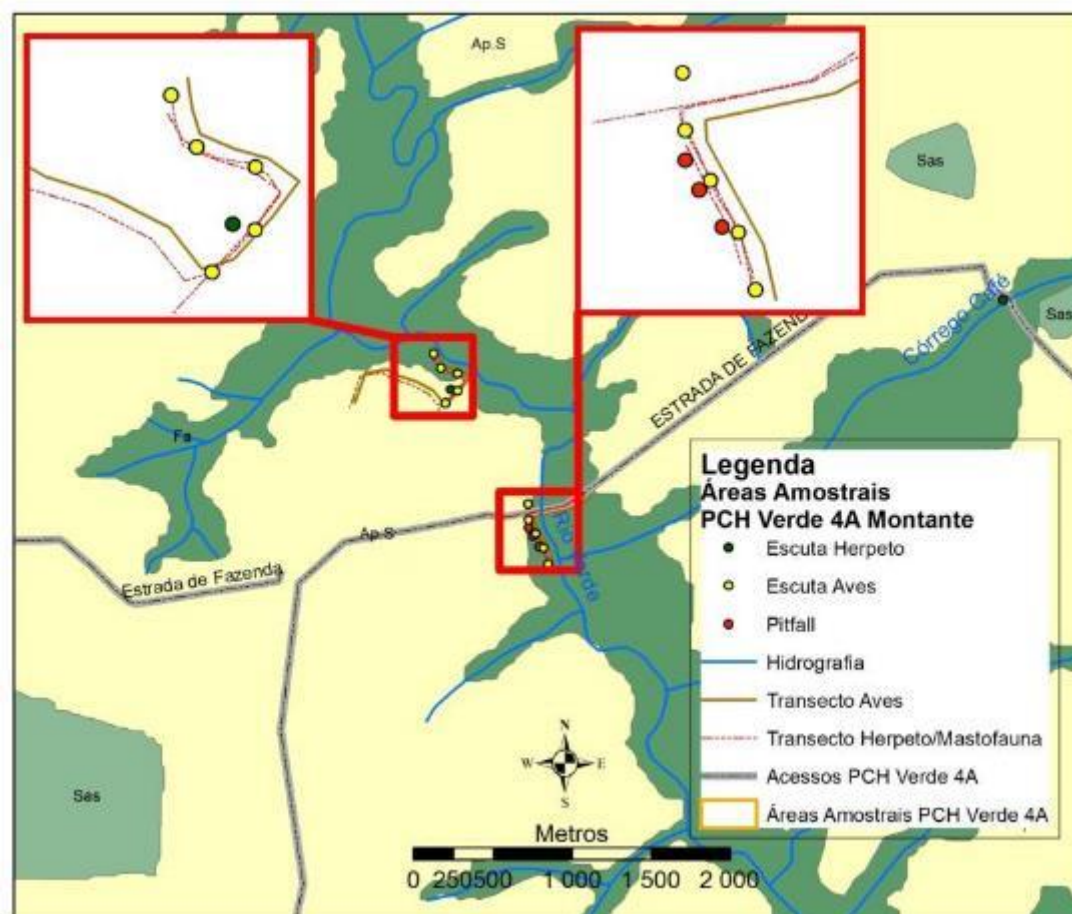 Ap.S
Sas
Sas
Córrego Café
ESTRADA DE FAZEND
Fa
Ap.S
Rio Verde
Estrada de Fazenda
Ses
N
W E
S
Metros
0 250500 1 000 1 500 2 000
Legenda
Áreas Amostrais
PCH Verde 4A Montante
Escuta Herpeto
Escuta Aves
Pitfall
Hidrografia
Transecto Aves
Transecto Herpeto/Mastofauna
Acessos PCH Verde 4A
Áreas Amostrais PCH Verde 4A